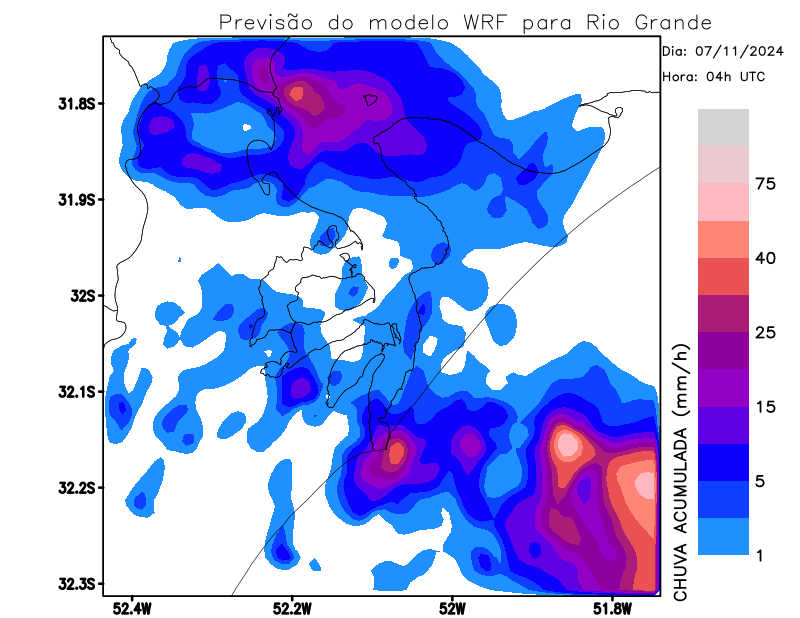 Previsão do modelo WRF para Rio Grande
Dia: 07/11/2024
Hora: 04h UTC
31.8S
31.9S
32S
32.1S
32.2S
32.3S
52.4W
52.2W
52W
51.8W
75
40
25
15
5
1
CHUVA ACUMULADA (mm/h)